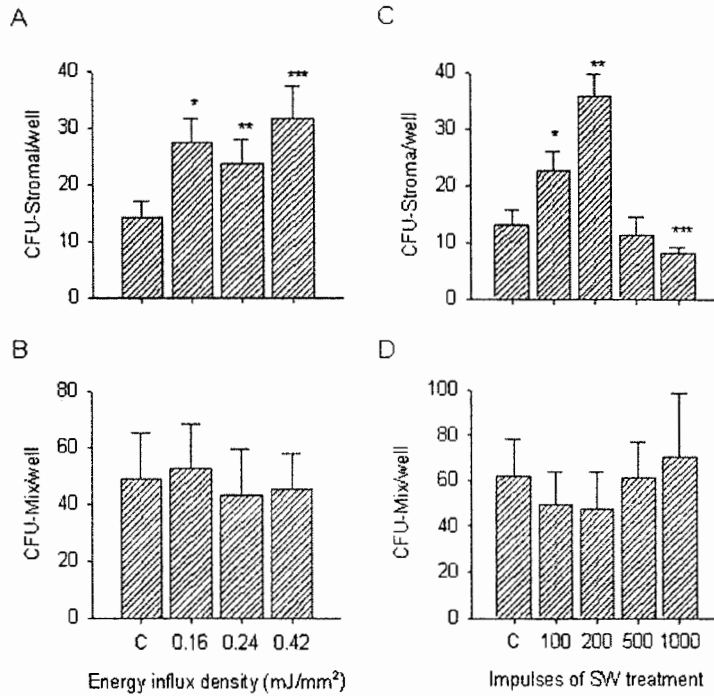 A
CFU-Stromal/well
40
30
20
10
0
*
**
***
C
CFU-Stroma/well
40
30
20
10
0
*
**
***
B
CFU-Mix/well
80
60
40
20
0
C 0.16 0.24 0.42
Energy influx density (mJ/mm²)
D
CFU-Mix/well
100
80
60
40
20
0
C 100 200 500 1000
Impulses of SW treatment